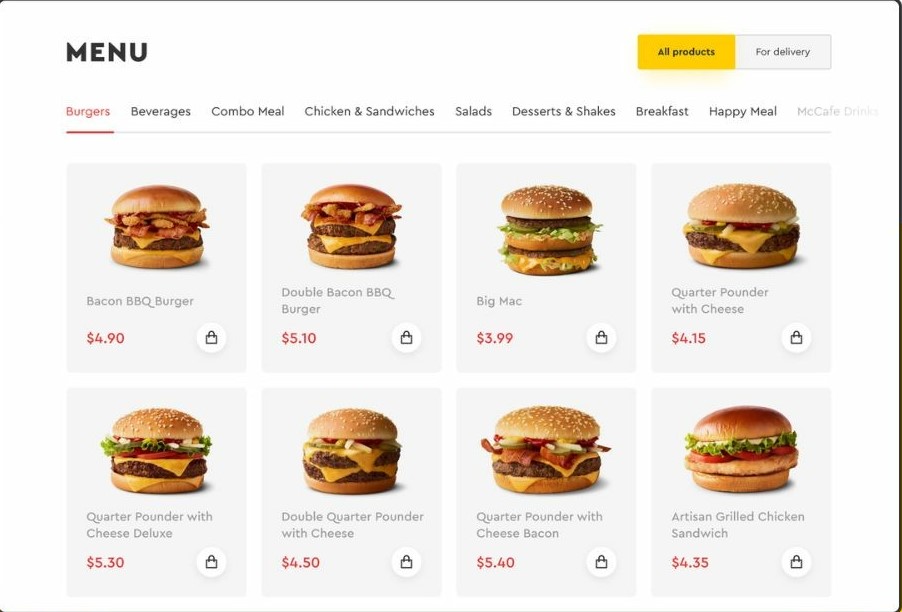 MENU
All products
For delivery
Burgers Beverages Combo Meal Chicken & Sandwiches Salads Desserts & Shakes Breakfast Happy Meal McCafe Drinks
Bacon BBQ Burger
$4.90
Double Bacon BBQ
Burger
$5.10
Big Mac
$3.99
Quarter Pounder
with Cheese
$4.15
Quarter Pounder with
Cheese Deluxe
$5.30
Double Quarter Pounder
with Cheese
$4.50
Quarter Pounder with
Cheese Bacon
$5.40
Artisan Grilled Chicken
Sandwich
$4.35